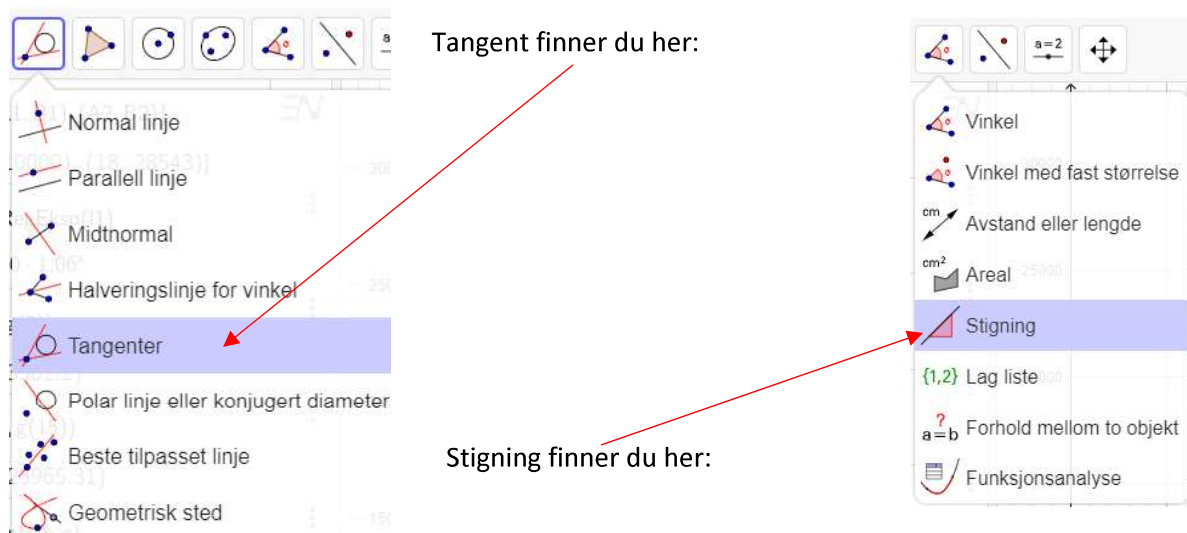 a=2
Tangent finner du her:
Normal linje
Parallell linje
Midtnormal
Halveringslinje for vinkel
Tangenter
Polar linje eller konjugert diameter
Beste tilpasset linje
Geometrisk sted
Stigning finner du her:
Vinkel
Vinkel med fast størrelse
cm
Avstand eller lengde
cm²
Areal
Stigning
{1,2} Lag liste
?
a=b
Forhold mellom to objekt
Funksjonsanalyse
25000